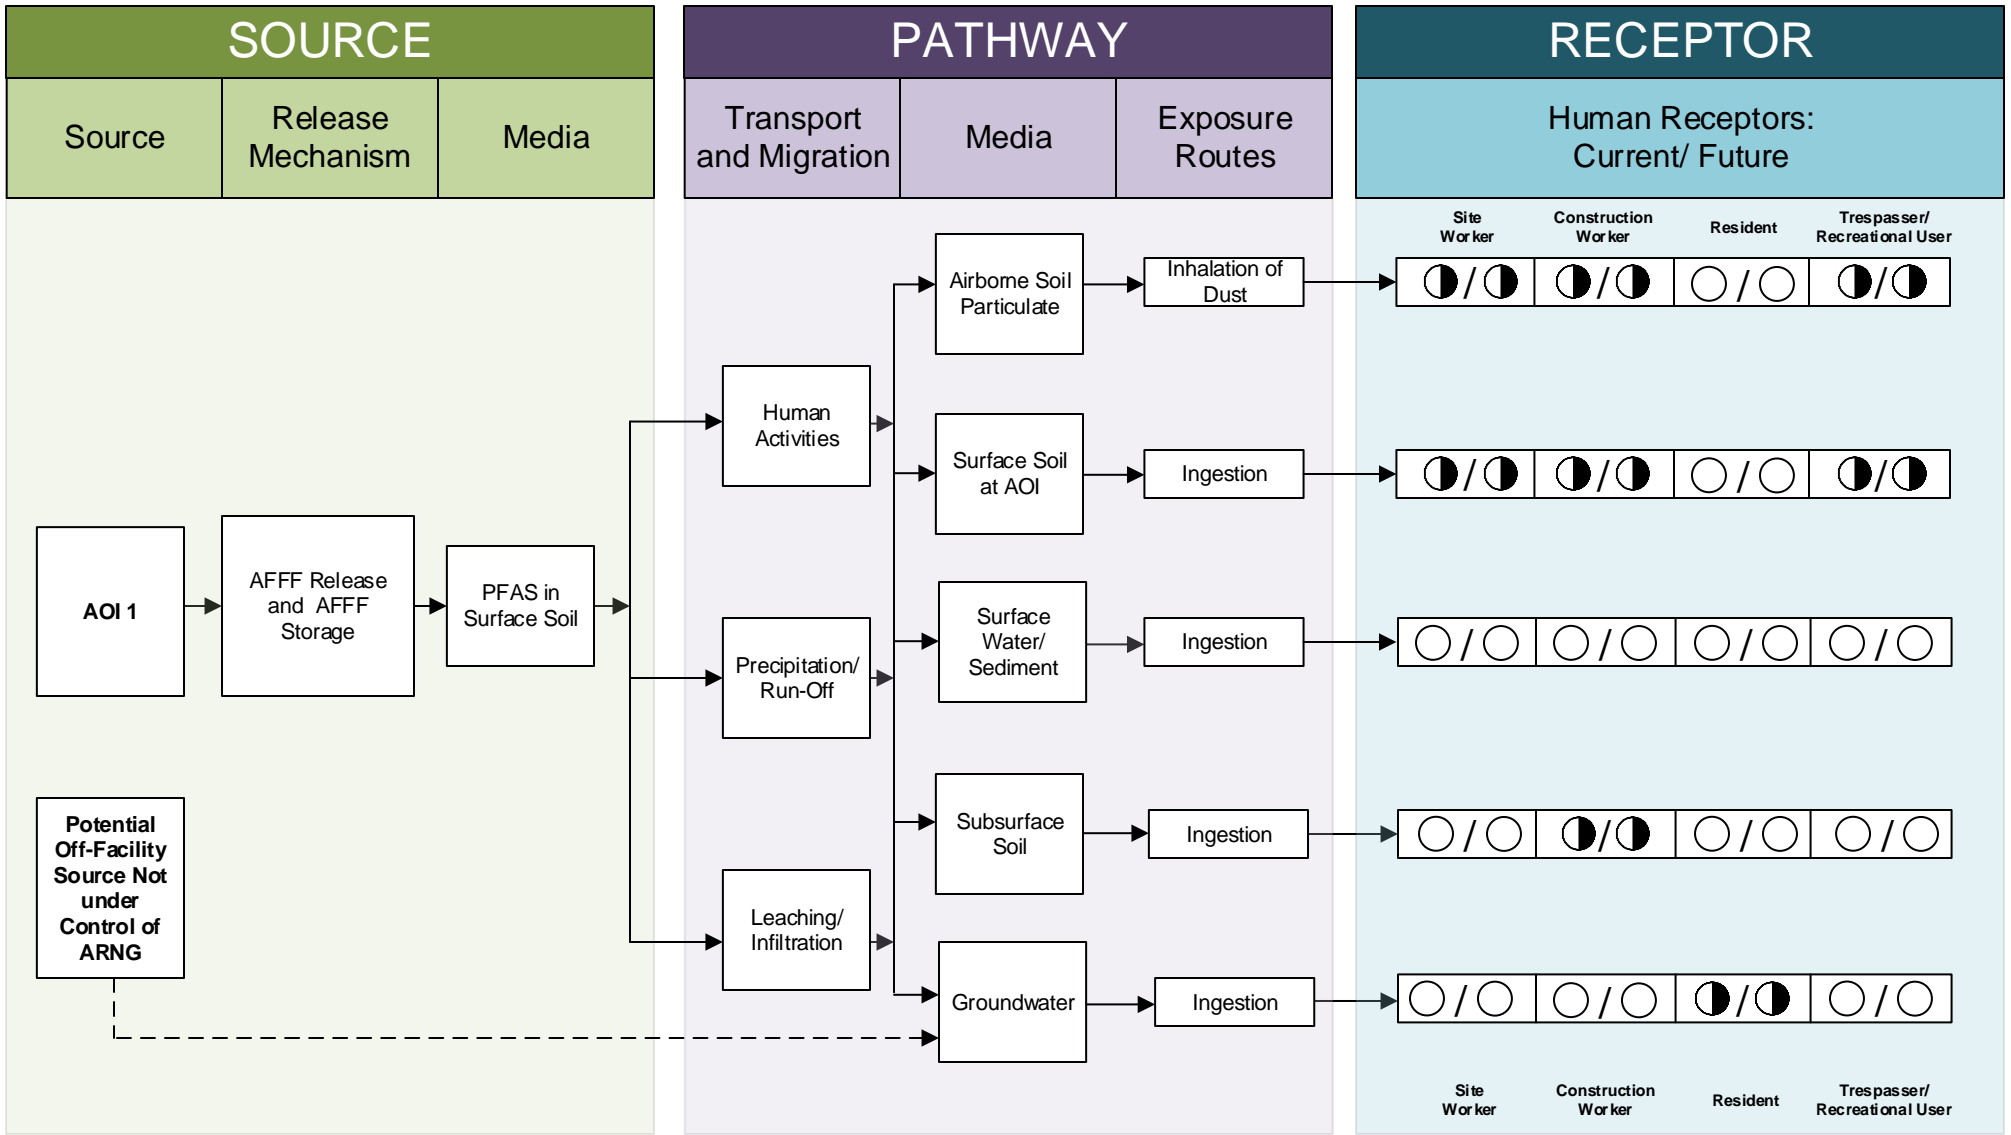 SOURCE
PATHWAY
RECEPTOR
Source
Release
Mechanism
Media
Transport
and Migration
Media
Exposure
Routes
Human Receptors:
Current/ Future
Site
Worker
Construction
Worker
Resident
Trespasser/
Recreational User
Airborne Soil
Particulate
Inhalation of
Dust
/
/
/
/
Human
Activities
Surface Soil
at AOI
Ingestion
/
/
/
/
AOI 1
AFFF Release
and AFFF
Storage
PFAS in
Surface Soil
Precipitation/
Run-Off
Surface
Water/
Sediment
Ingestion
/
/
/
/
Potential
Off-Facility
Source Not
under
Control of
ARNG
Subsurface
Soil
Ingestion
/
/
/
/
Leaching/
Infiltration
Groundwater
Ingestion
/
/
/
/
Site
Worker
Construction
Worker
Resident
Trespasser/
Recreational User